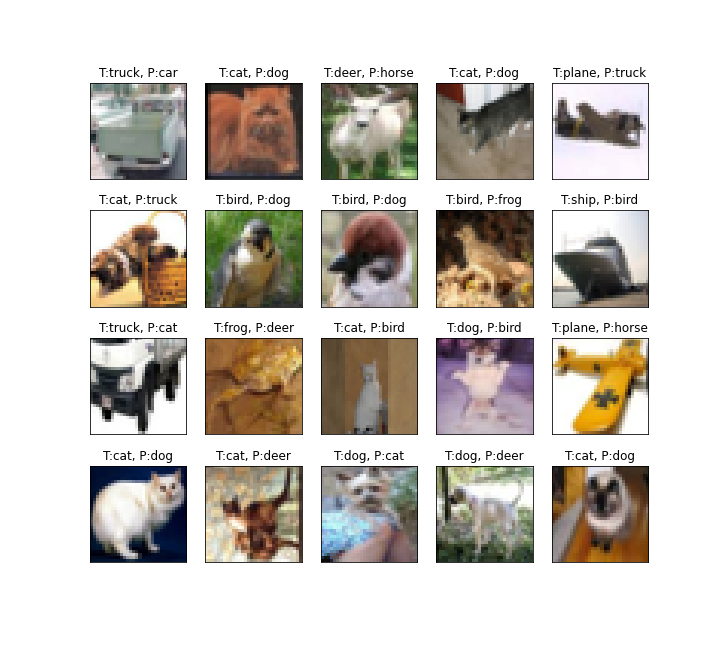 T:truck, P:car
T:cat, P:dog
T:deer, P:horse
T:cat, P:dog
T:plane, P:truck
T:cat, P:truck
T:bird, P:dog
T:bird, P:dog
T:bird, P:frog
T:ship, P:bird
T:truck, P:cat
T:frog, P:deer
T:cat, P:bird
T:dog, P:bird
T:plane, P:horse
T:cat, P:dog
T:cat, P:deer
T:dog, P:cat
T:dog, P:deer
T:cat, P:dog